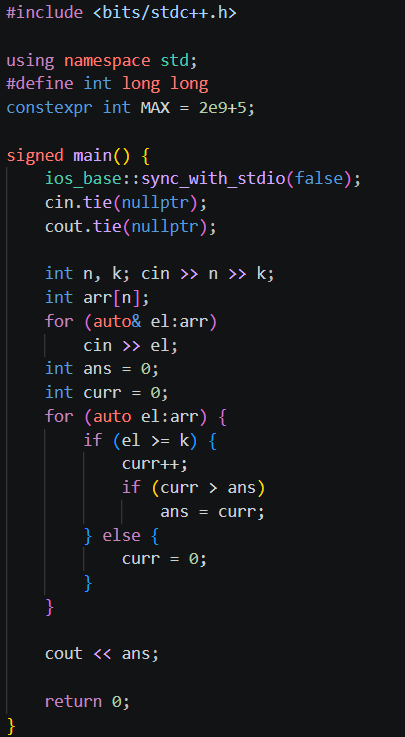 #include <bits/stdc++.h>

using namespace std;
#define int long long
constexpr int MAX = 2e9+5;

signed main() {
    ios_base::sync_with_stdio(false);
    cin.tie(nullptr);
    cout.tie(nullptr);

    int n, k; cin >> n >> k;
    int arr[n];
    for (auto& el:arr)
        cin >> el;
    int ans = 0;
    int curr = 0;
    for (auto el:arr) {
        if (el >= k) {
            curr++;
            if (curr > ans)
                ans = curr;
        } else {
            curr = 0;
        }
    }

    cout << ans;

    return 0;
}